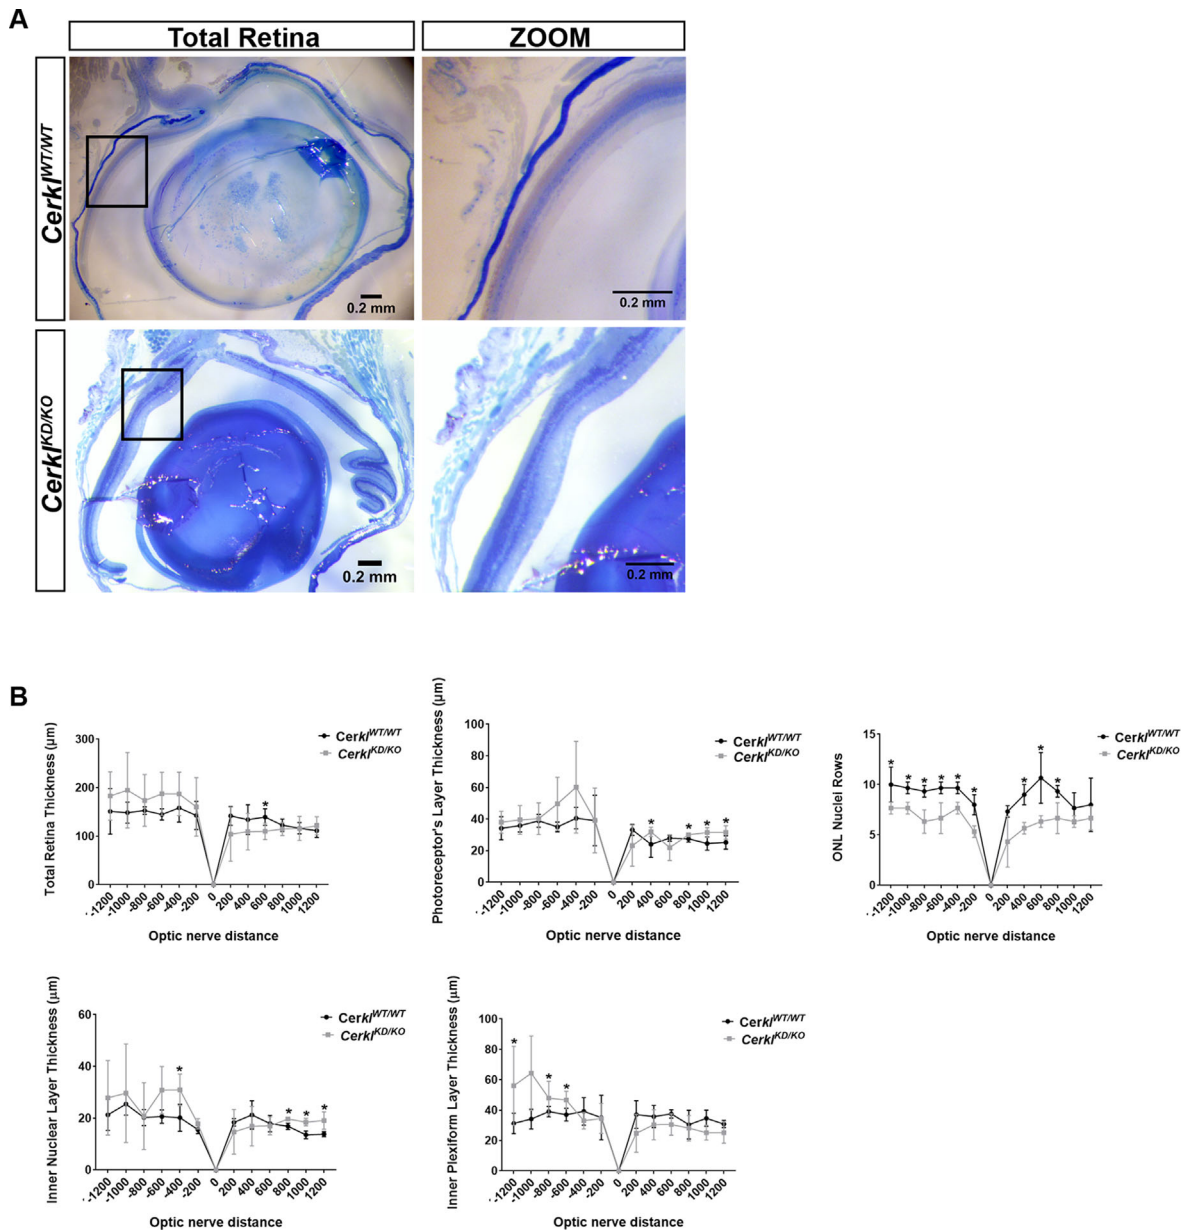 A
Total Retina
ZOOM
Cerkl^WT/WT
0.2 mm
0.2 mm
Cerkl^KD/KO
0.2 mm
0.2 mm
B
Total Retina Thickness (µm)
300
200
100
0
-1200 -1000 -800 -600 -400 -200 0 200 400 600 800 1000 1200
Optic nerve distance
Cerkl^WT/WT
Cerkl^KD/KO
*
Photoreceptor's Layer Thickness (µm)
100
80
60
40
20
0
-1200 -1000 -800 -600 -400 -200 0 200 400 600 800 1000 1200
Optic nerve distance
Cerkl^WT/WT
Cerkl^KD/KO
* * * *
ONL Nuclei Rows
15
10
5
0
-1200 -1000 -800 -600 -400 -200 0 200 400 600 800 1000 1200
Optic nerve distance
Cerkl^WT/WT
Cerkl^KD/KO
* * * * * * * * *
Inner Nuclear Layer Thickness (µm)
60
40
20
0
-1200 -1000 -800 -600 -400 -200 0 200 400 600 800 1000 1200
Optic nerve distance
Cerkl^WT/WT
Cerkl^KD/KO
* * * *
Inner Plexiform Layer Thickness (µm)
100
80
60
40
20
0
-1200 -1000 -800 -600 -400 -200 0 200 400 600 800 1000 1200
Optic nerve distance
Cerkl^WT/WT
Cerkl^KD/KO
* * *